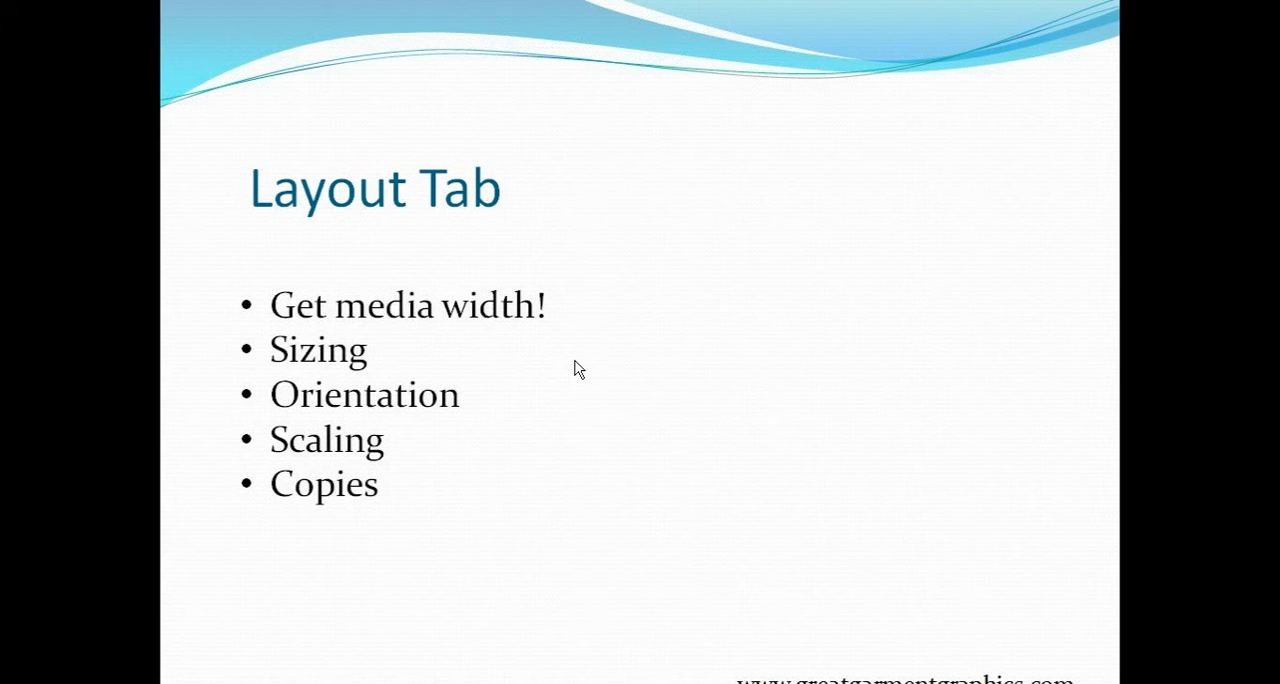 Layout Tab
• Get media width!
• Sizing
• Orientation
• Scaling
• Copies
www.greatgarmentgraphics.com